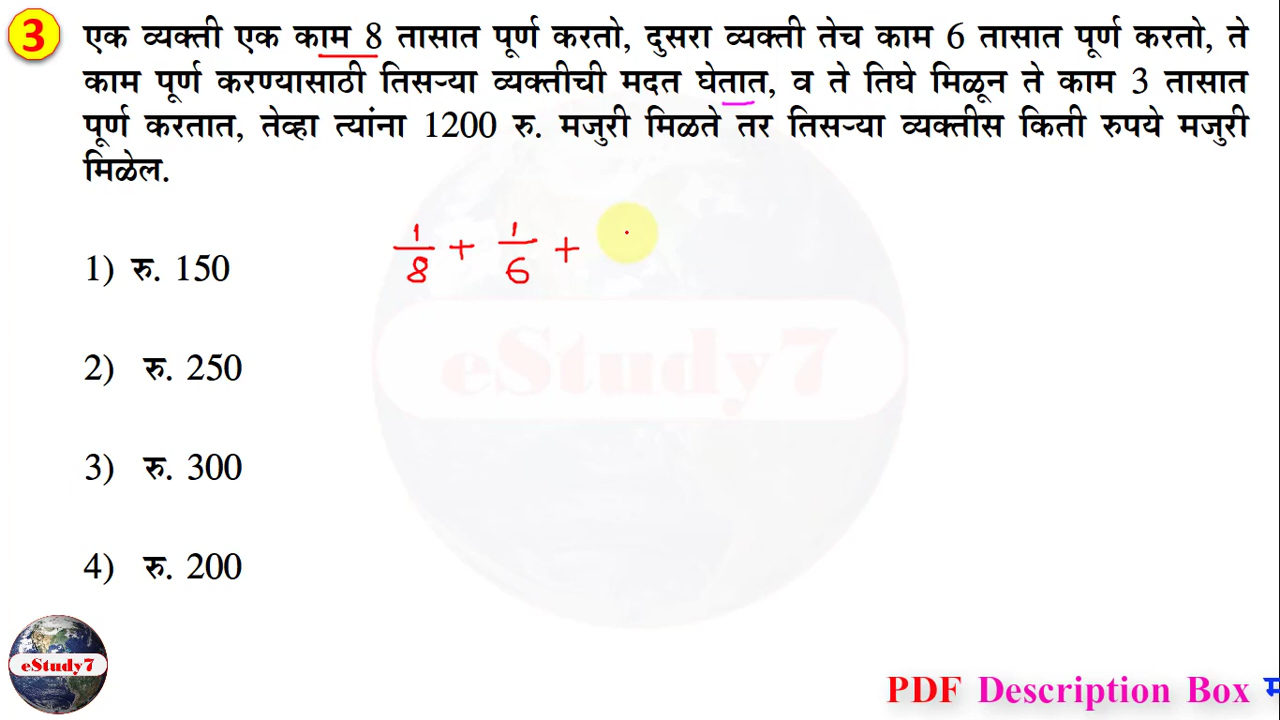 3
एक व्यक्ती एक काम 8 तासात पूर्ण करतो, दुसरा व्यक्ती तेच काम 6 तासात पूर्ण करतो, ते
काम पूर्ण करण्यासाठी तिसऱ्या व्यक्तीची मदत घेतात, व ते तिघे मिळून ते काम 3 तासात
पूर्ण करतात, तेव्हा त्यांना 1200 रु. मजुरी मिळते तर तिसऱ्या व्यक्तीस किती रुपये मजुरी
मिळेल.
1/8 + 1/6 +
1) रु. 150
2) रु. 250
3) रु. 300
4) रु. 200
eStudy7
eStudy7
PDF Description Box